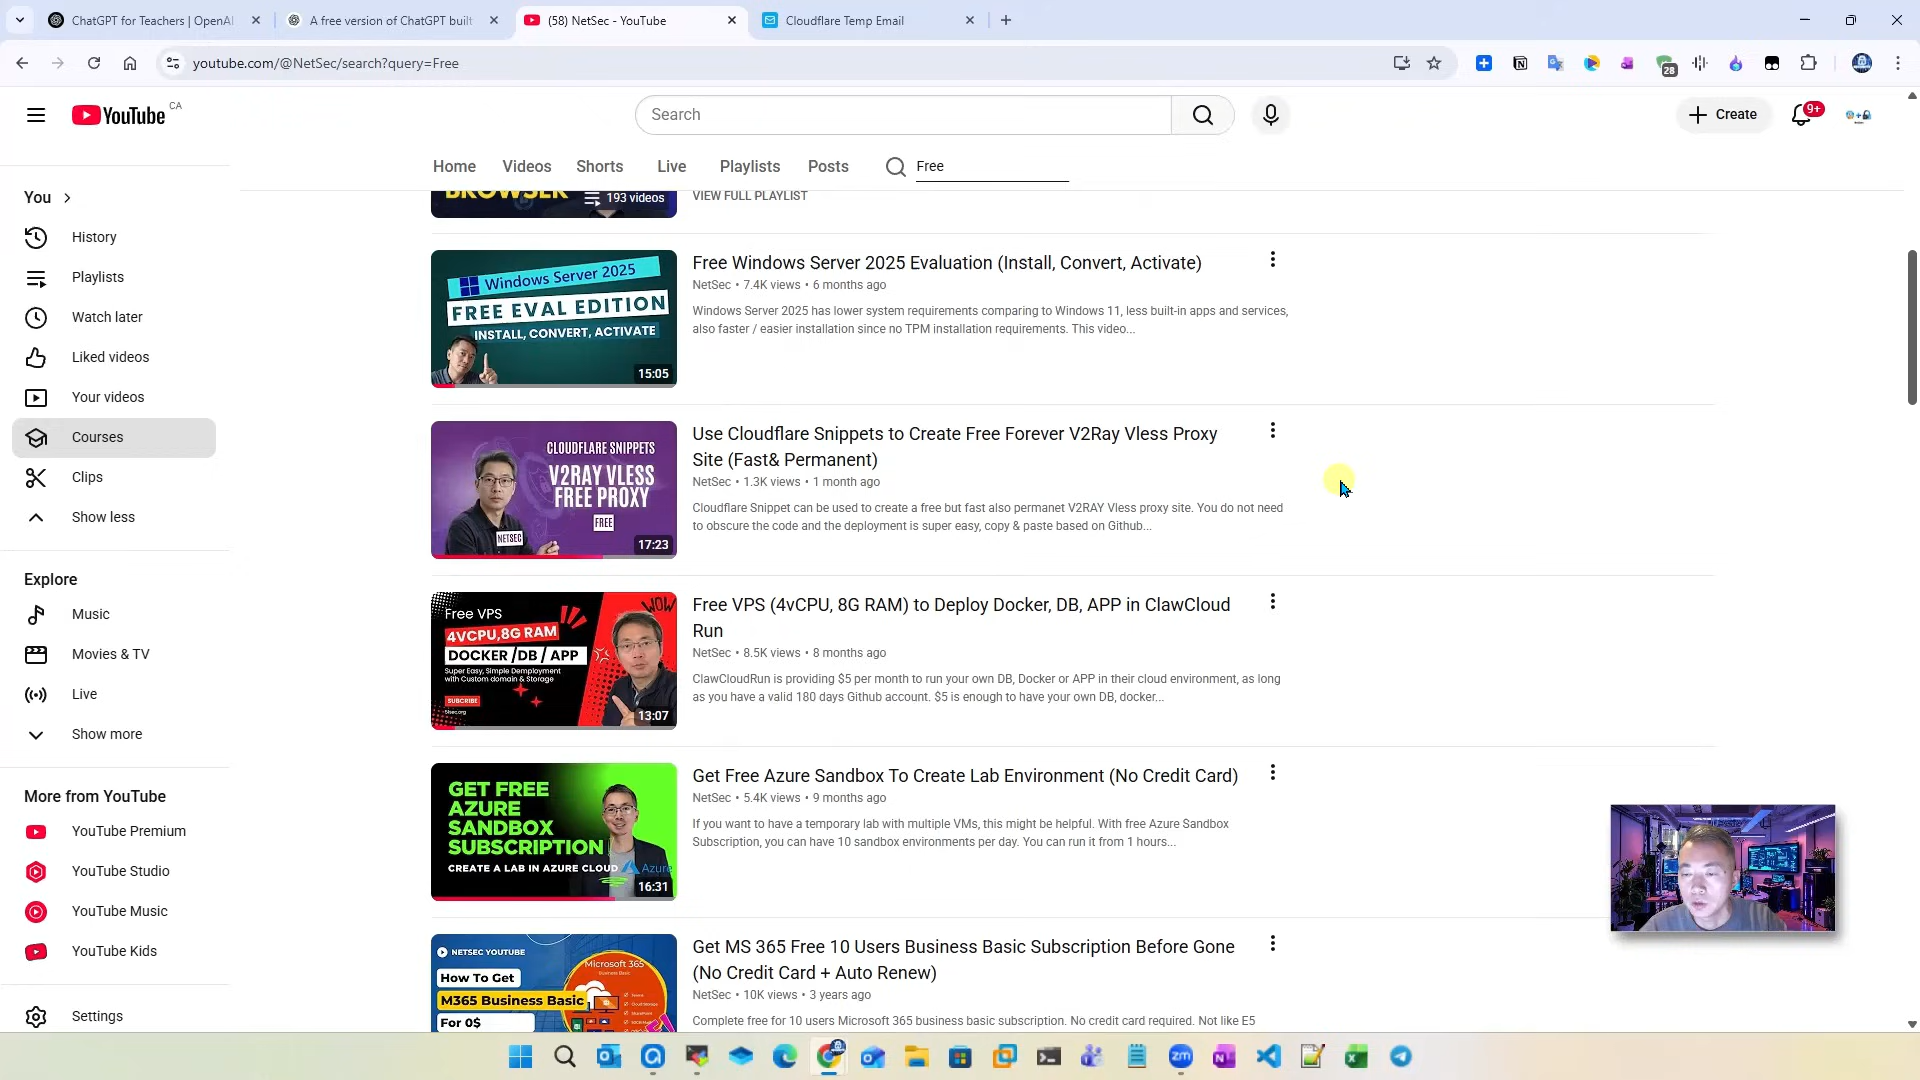 ChatGPT for Teachers | OpenAI
A free version of ChatGPT built
(58) NetSec - YouTube
Cloudflare Temp Email
youtube.com/@NetSec/search?query=Free
28
YouTube CA
Search
Create
9+
Home
Videos
Shorts
Live
Playlists
Posts
Free
You
History
Playlists
Watch later
Liked videos
Your videos
Courses
Clips
Show less
Explore
Music
Movies & TV
Live
Show more
More from YouTube
YouTube Premium
YouTube Studio
YouTube Music
YouTube Kids
Settings
BROWSER
193 videos
VIEW FULL PLAYLIST
Windows Server 2025
FREE EVAL EDITION
INSTALL, CONVERT, ACTIVATE
15:05
Free Windows Server 2025 Evaluation (Install, Convert, Activate)
NetSec • 7.4K views • 6 months ago
Windows Server 2025 has lower system requirements comparing to Windows 11, less built-in apps and services,
also faster / easier installation since no TPM installation requirements. This video...
CLOUDFLARE SNIPPETS
V2RAY VLESS
FREE PROXY
FREE
NETSEC
17:23
Use Cloudflare Snippets to Create Free Forever V2Ray Vless Proxy
Site (Fast& Permanent)
NetSec • 1.3K views • 1 month ago
Cloudflare Snippet can be used to create a free but fast also permanet V2RAY Vless proxy site. You do not need
to obscure the code and the deployment is super easy, copy & paste based on Github...
Free VPS
WOW
4VCPU,8G RAM
DOCKER /DB / APP
Super Easy, Simple Demployment
with Custom domain & Storage
SUBSCRIBE
51sec.org
13:07
Free VPS (4vCPU, 8G RAM) to Deploy Docker, DB, APP in ClawCloud
Run
NetSec • 8.5K views • 8 months ago
ClawCloudRun is providing $5 per month to run your own DB, Docker or APP in their cloud environment, as long
as you have a valid 180 days Github account. $5 is enough to have your own DB, docker...
GET FREE
AZURE
SANDBOX
SUBSCRIPTION
CREATE A LAB IN AZURE CLOUD
Azure
16:31
Get Free Azure Sandbox To Create Lab Environment (No Credit Card)
NetSec • 5.4K views • 9 months ago
If you want to have a temporary lab with multiple VMs, this might be helpful. With free Azure Sandbox
Subscription, you can have 10 sandbox environments per day. You can run it from 1 hours...
NETSEC YOUTUBE
How To Get
M365 Business Basic
For 0$
Microsoft 365
Business Basic
Get MS 365 Free 10 Users Business Basic Subscription Before Gone
(No Credit Card + Auto Renew)
NetSec • 10K views • 3 years ago
Complete free for 10 users Microsoft 365 business basic subscription. No credit card required. Not like E5
zm